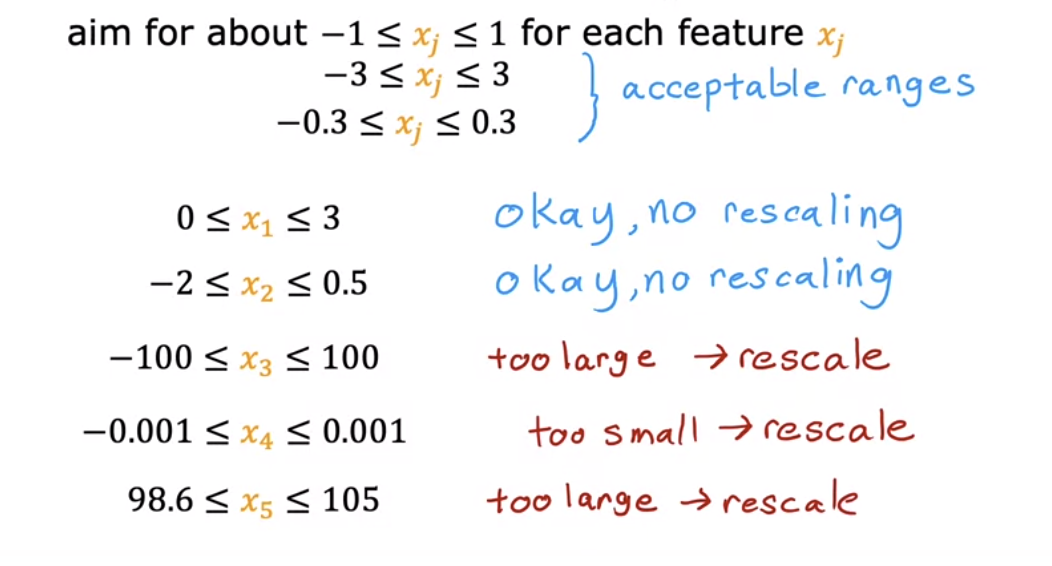 aim for about −1 ≤ xⱼ ≤ 1 for each feature xⱼ
−3 ≤ xⱼ ≤ 3
−0.3 ≤ xⱼ ≤ 0.3
} acceptable ranges
0 ≤ x₁ ≤ 3 okay, no rescaling
−2 ≤ x₂ ≤ 0.5 okay, no rescaling
−100 ≤ x₃ ≤ 100 too large → rescale
−0.001 ≤ x₄ ≤ 0.001 too small → rescale
98.6 ≤ x₅ ≤ 105 too large → rescale